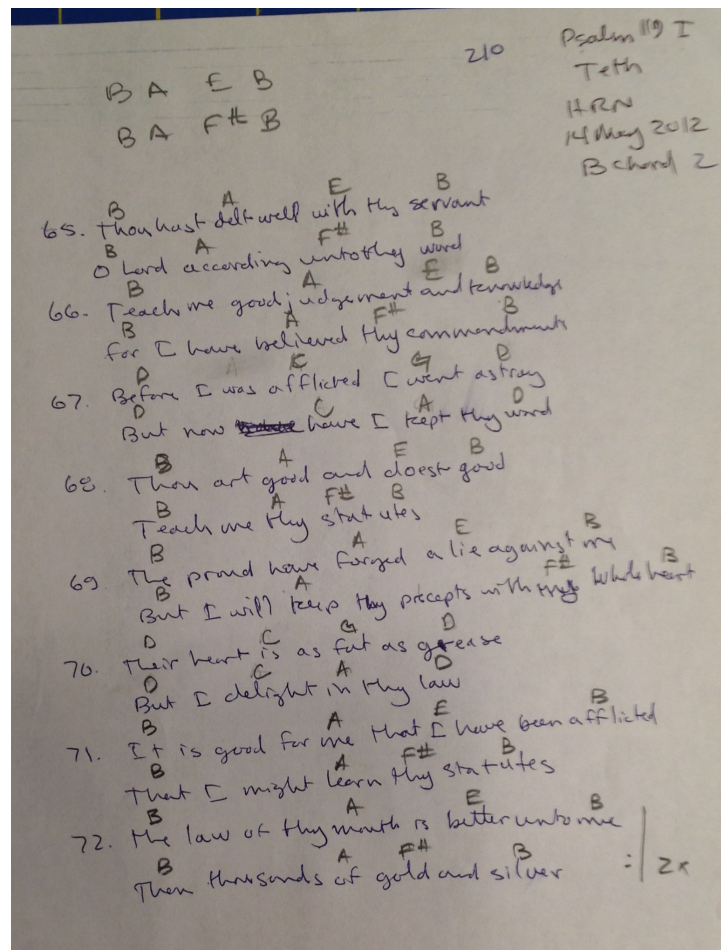 210
Psalm 119 I
Teth
HRN
14 May 2012
B chord 2
B A E B
B A F# B
B A E B
65. Thou hast delt well with thy servant
B A F# B
O Lord according unto thy word
B A E B
66. Teach me good judgement and knowledge
B A F# B
for I have believed thy commandments
D C G D
67. Before I was afflicted I went astray
D C A D
But now have I kept thy word
B A E B
68. Thou art good and doest good
B A F# B
Teach me thy statutes
B A E B
69 The proud have forged a lie against me
B A F# B
But I will keep thy precepts with my whole heart
D C G D
70. Their heart is as fat as grease
D C A D
But I delight in thy law
B A E B
71. It is good for me that I have been afflicted
B A F# B
That I might learn thy statutes
B A E B
72. The law of thy mouth is better unto me
B A F# B
Then thousands of gold and silver :| 2x